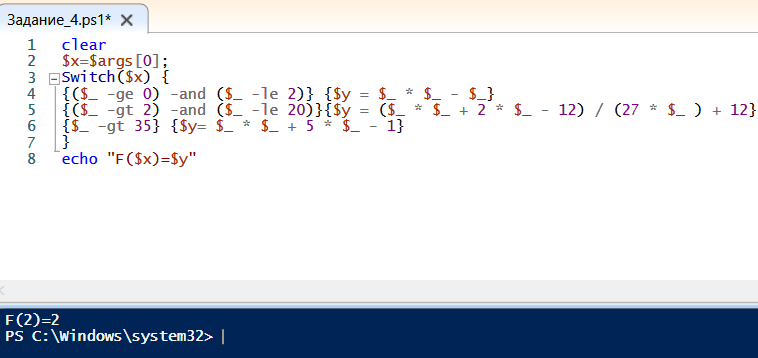 Задание_4.ps1* ✕
1 clear
2 $x=$args[0];
3 Switch($x) {
4 {($_ -ge 0) -and ($_ -le 2)} {$y = $_ * $_ - $_}
5 {($_ -gt 2) -and ($_ -le 20)}{$y = ($_ * $_ + 2 * $_ - 12) / (27 * $_ ) + 12}
6 {$_ -gt 35} {$y= $_ * $_ + 5 * $_ - 1}
7 }
8 echo "F($x)=$y"
F(2)=2
PS C:\Windows\system32>